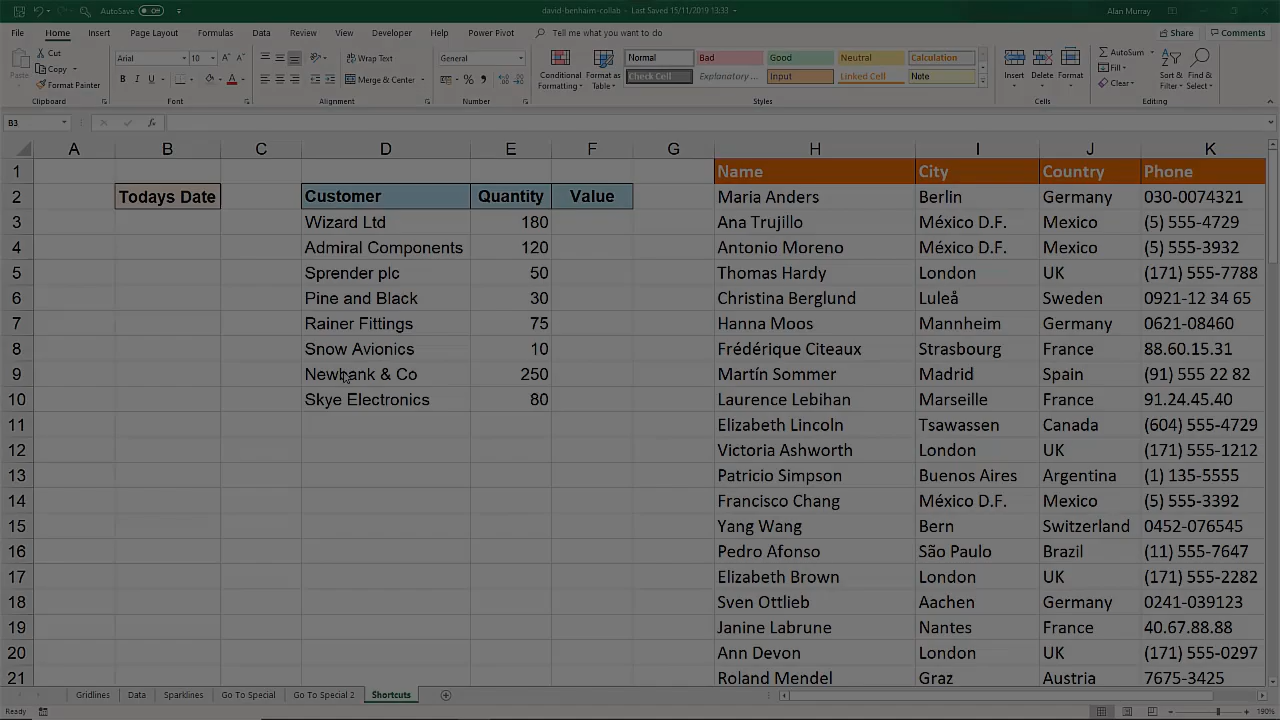 AutoSave Off
david-benhaim-collab - Last Saved 15/11/2019 13:33
Alan Murray
File Home Insert Page Layout Formulas Data Review View Developer Help Power Pivot Tell me what you want to do Share Comments
Paste Cut Copy Format Painter
Clipboard
Arial 10
B I U
Font
Wrap Text
Merge & Center
Alignment
General
Number
Conditional Formatting
Format as Table
Normal Bad Good Neutral Calculation
Check Cell Explanatory ... Input Linked Cell Note
Styles
Insert Delete Format
Cells
AutoSum
Fill
Clear
Sort & Filter
Find & Select
Editing
B3 fx
A B C D E F G H I J K
1 Name City Country Phone
2 Todays Date Customer Quantity Value Maria Anders Berlin Germany 030-0074321
3 Wizard Ltd 180 Ana Trujillo México D.F. Mexico (5) 555-4729
4 Admiral Components 120 Antonio Moreno México D.F. Mexico (5) 555-3932
5 Sprender plc 50 Thomas Hardy London UK (171) 555-7788
6 Pine and Black 30 Christina Berglund Luleå Sweden 0921-12 34 65
7 Rainer Fittings 75 Hanna Moos Mannheim Germany 0621-08460
8 Snow Avionics 10 Frédérique Citeaux Strasbourg France 88.60.15.31
9 Newbank & Co 250 Martín Sommer Madrid Spain (91) 555 22 82
10 Skye Electronics 80 Laurence Lebihan Marseille France 91.24.45.40
11 Elizabeth Lincoln Tsawassen Canada (604) 555-4729
12 Victoria Ashworth London UK (171) 555-1212
13 Patricio Simpson Buenos Aires Argentina (1) 135-5555
14 Francisco Chang México D.F. Mexico (5) 555-3392
15 Yang Wang Bern Switzerland 0452-076545
16 Pedro Afonso São Paulo Brazil (11) 555-7647
17 Elizabeth Brown London UK (171) 555-2282
18 Sven Ottlieb Aachen Germany 0241-039123
19 Janine Labrune Nantes France 40.67.88.88
20 Ann Devon London UK (171) 555-0297
21 Roland Mendel Graz Austria 7675-3425
Gridlines Data Sparklines Go To Special Go To Special 2 Shortcuts
Ready 190%